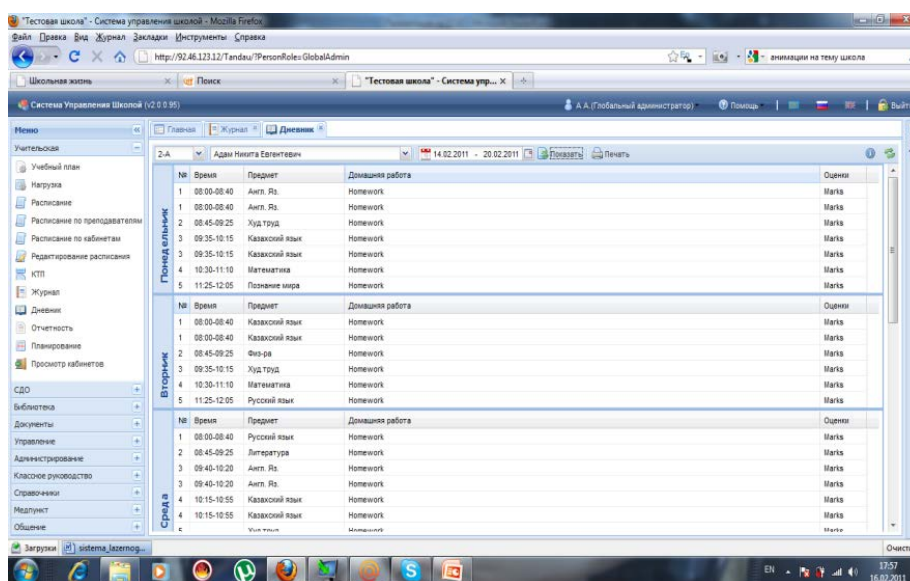 "Тестовая школа" - Система управления школой - Mozilla Firefox
Файл Правка Вид Журнал Закладки Инструменты Справка
http://92.46.123.12/Tandau/?PersonRole=GlobalAdmin анимации на тему школа
Школьная жизнь Поиск "Тестовая школа" - Система упр...
Система Управления Школой (v2.0.0.95) А.А.(Глобальный администратор) Помощь Выйти
Меню Главная Журнал Дневник
Учительская 2-А Адам Никита Евгентевич 14.02.2011 - 20.02.2011 Показать Печать
Учебный план
Нагрузка
Расписание
Расписание по преподавателям
Расписание по кабинетам
Редактирование расписания
КТП
Журнал
Дневник
Отчетность
Планирование
Просмотр кабинетов
СДО
Библиотека
Документы
Управление
Администрирование
Классное руководство
Справочники
Медпункт
Общение
Понедельник
№ Время Предмет Домашняя работа Оценки
1 08:00-08:40 Англ. Яз. Homework Marks
1 08:00-08:40 Англ. Яз. Homework Marks
2 08:45-09:25 Худ.труд Homework Marks
3 09:35-10:15 Казахский язык Homework Marks
3 09:35-10:15 Казахский язык Homework Marks
4 10:30-11:10 Математика Homework Marks
5 11:25-12:05 Познание мира Homework Marks
Вторник
№ Время Предмет Домашняя работа Оценки
1 08:00-08:40 Казахский язык Homework Marks
1 08:00-08:40 Казахский язык Homework Marks
2 08:45-09:25 Физ-ра Homework Marks
3 09:35-10:15 Худ.труд Homework Marks
4 10:30-11:10 Математика Homework Marks
5 11:25-12:05 Русский язык Homework Marks
Среда
№ Время Предмет Домашняя работа Оценки
1 08:00-08:40 Русский язык Homework Marks
2 08:45-09:25 Литература Homework Marks
3 09:40-10:20 Англ. Яз. Homework Marks
3 09:40-10:20 Англ. Яз. Homework Marks
4 10:15-10:55 Казахский язык Homework Marks
4 10:15-10:55 Казахский язык Homework Marks
5 Худ.труд Homework Marks
Загрузки sistema_lazernog...
EN 17:57
16.02.2011